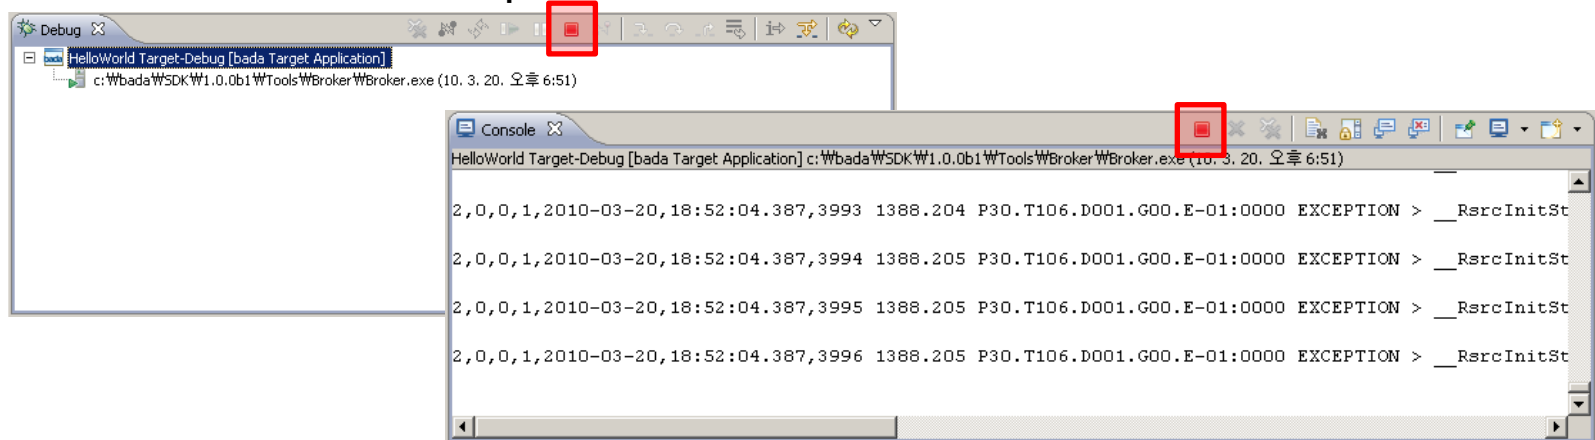 Debug
HelloWorld Target-Debug [bada Target Application]
c:₩bada₩SDK₩1.0.0b1₩Tools₩Broker₩Broker.exe (10. 3. 20. 오후 6:51)
Console
HelloWorld Target-Debug [bada Target Application] c:₩bada₩SDK₩1.0.0b1₩Tools₩Broker₩Broker.exe (10. 3. 20. 오후 6:51)
2,0,0,1,2010-03-20,18:52:04.387,3993 1388.204 P30.T106.D001.G00.E-01:0000 EXCEPTION > __RsrcInitSt
2,0,0,1,2010-03-20,18:52:04.387,3994 1388.205 P30.T106.D001.G00.E-01:0000 EXCEPTION > __RsrcInitSt
2,0,0,1,2010-03-20,18:52:04.387,3995 1388.205 P30.T106.D001.G00.E-01:0000 EXCEPTION > __RsrcInitSt
2,0,0,1,2010-03-20,18:52:04.387,3996 1388.205 P30.T106.D001.G00.E-01:0000 EXCEPTION > __RsrcInitSt